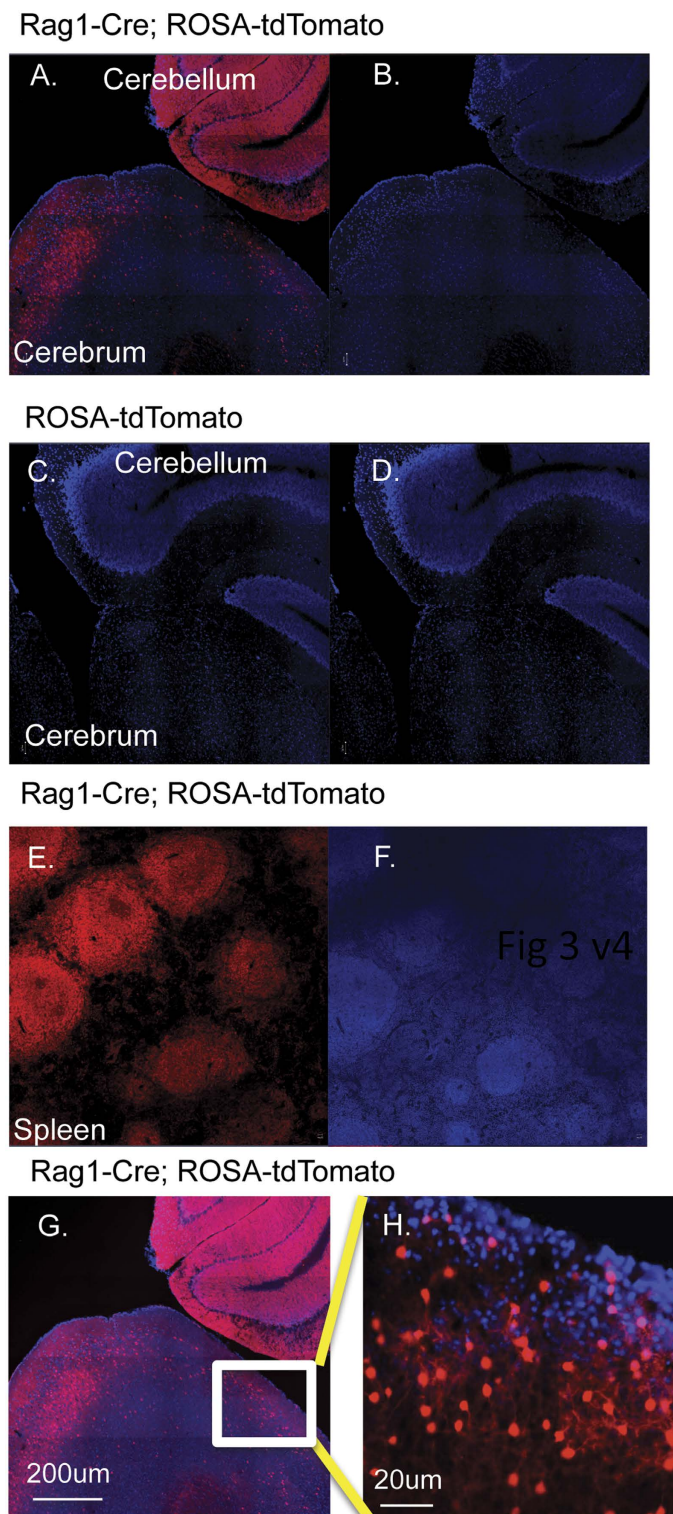 Rag1-Cre; ROSA-tdTomato
A. Cerebellum B.
Cerebrum
ROSA-tdTomato
C. Cerebellum D.
Cerebrum
Rag1-Cre; ROSA-tdTomato
E. F.
Fig 3 v4
Spleen
Rag1-Cre; ROSA-tdTomato
G. H.
200um 20um